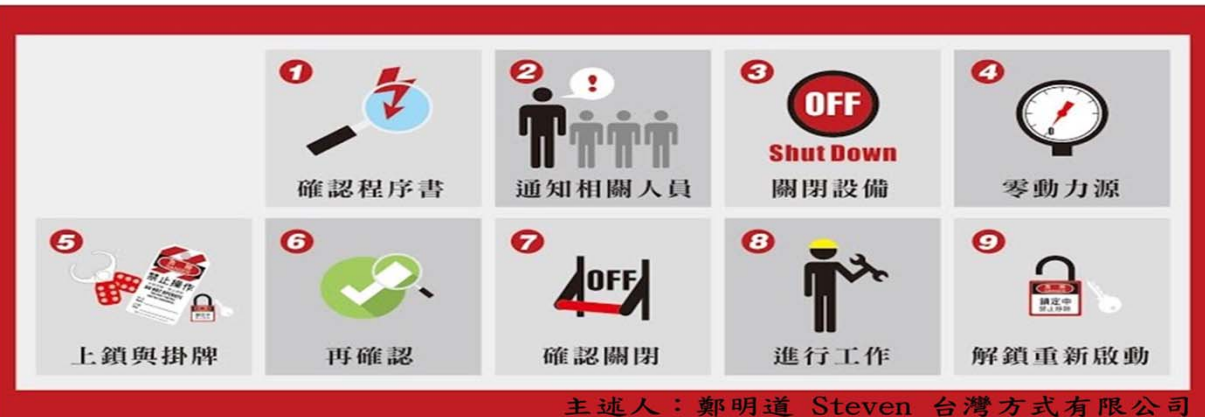 1
確認程序書
2
!
通知相關人員
3
OFF
Shut Down
關閉設備
4
0
零動力源
5
禁止操作
上鎖與掛牌
6
再確認
7
OFF
確認關閉
8
進行工作
9
鎖定中
解鎖重新啟動
主述人：鄭明道 Steven 台灣方式有限公司